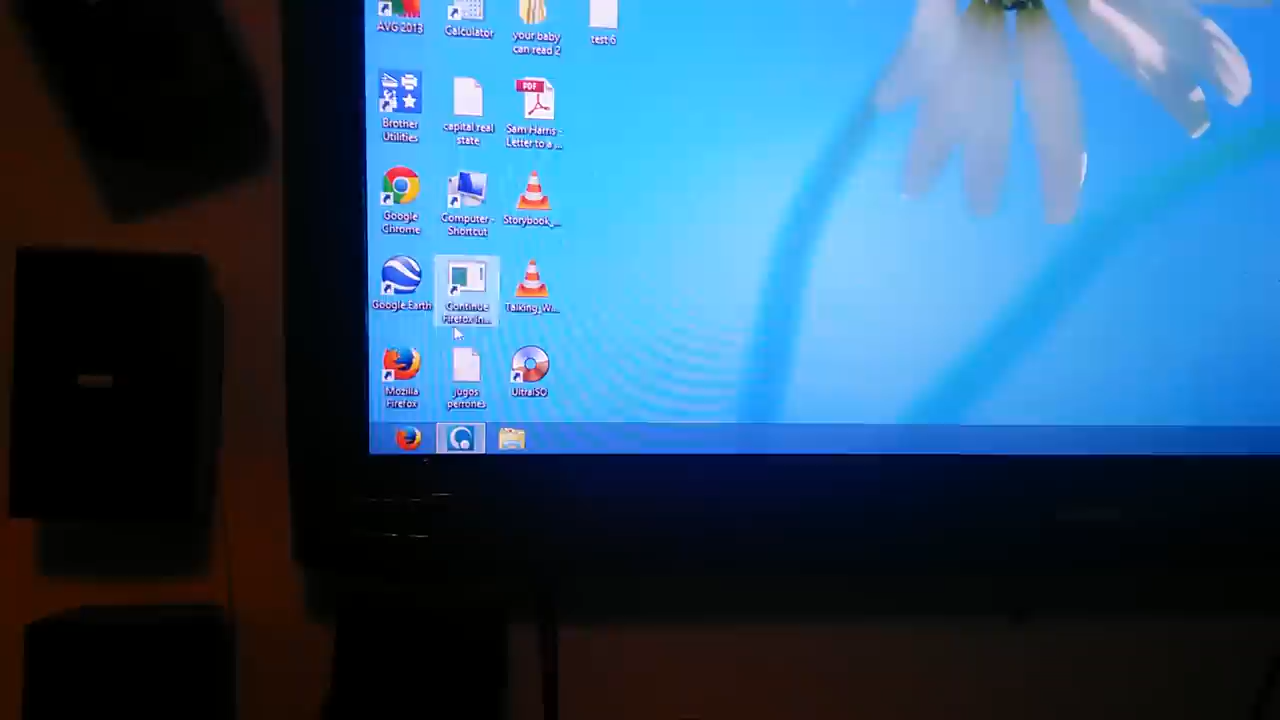 AVG 2013
Calculator
your baby
can read 2
test 6
Brother
Utilities
capital real
state
PDF
Sam Harris -
Letter to a ...
Google
Chrome
Computer -
Shortcut
Storybook_...
Google Earth
Continue
Firefox In...
Talking_W...
Mozilla
Firefox
jugos
perrones
UltraISO